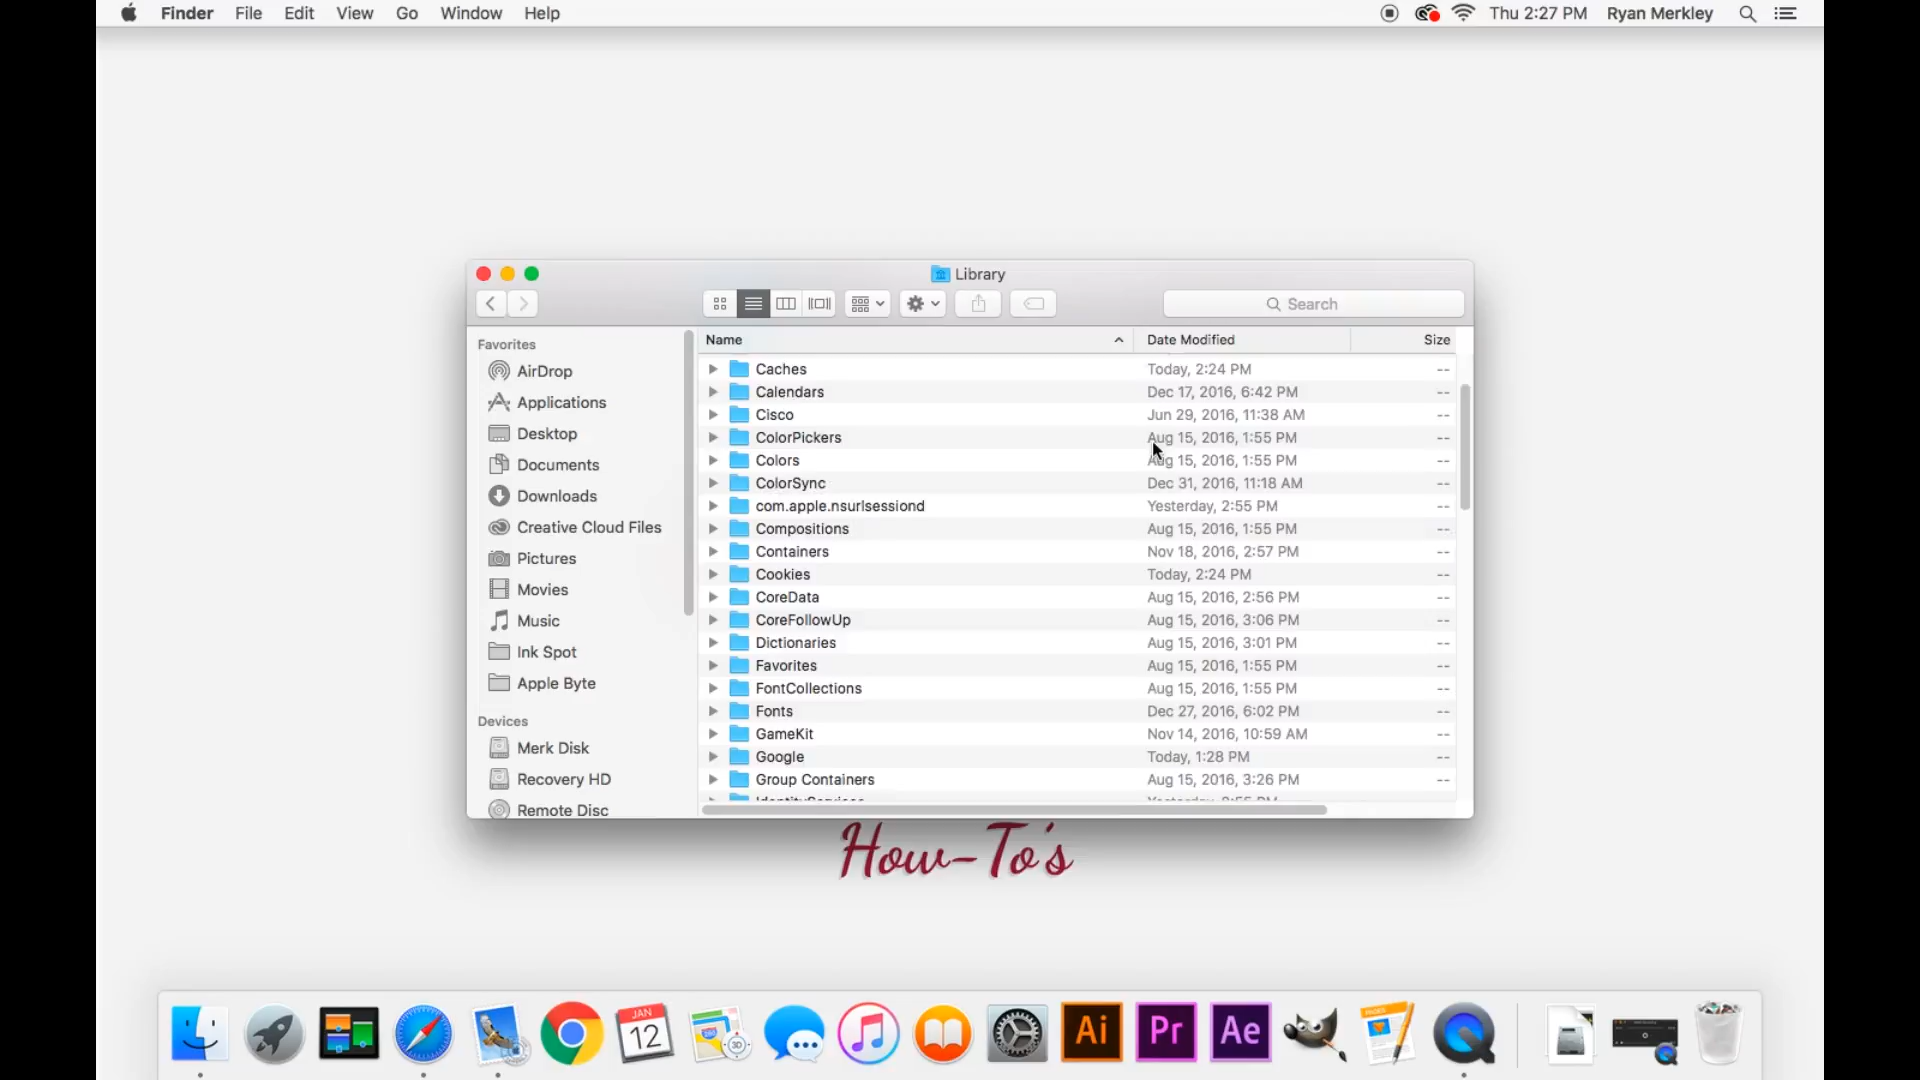 Finder File Edit View Go Window Help Thu 2:27 PM Ryan Merkley
Library
Search
Favorites
AirDrop
Applications
Desktop
Documents
Downloads
Creative Cloud Files
Pictures
Movies
Music
Ink Spot
Apple Byte
Devices
Merk Disk
Recovery HD
Remote Disc
Name Date Modified Size
Caches Today, 2:24 PM --
Calendars Dec 17, 2016, 6:42 PM --
Cisco Jun 29, 2016, 11:38 AM --
ColorPickers Aug 15, 2016, 1:55 PM --
Colors Aug 15, 2016, 1:55 PM --
ColorSync Dec 31, 2016, 11:18 AM --
com.apple.nsurlsessiond Yesterday, 2:55 PM --
Compositions Aug 15, 2016, 1:55 PM --
Containers Nov 18, 2016, 2:57 PM --
Cookies Today, 2:24 PM --
CoreData Aug 15, 2016, 2:56 PM --
CoreFollowUp Aug 15, 2016, 3:06 PM --
Dictionaries Aug 15, 2016, 3:01 PM --
Favorites Aug 15, 2016, 1:55 PM --
FontCollections Aug 15, 2016, 1:55 PM --
Fonts Dec 27, 2016, 6:02 PM --
GameKit Nov 14, 2016, 10:59 AM --
Google Today, 1:28 PM --
Group Containers Aug 15, 2016, 3:26 PM --
How-To's
JAN
12
3D
Ai Pr Ae
PAGES